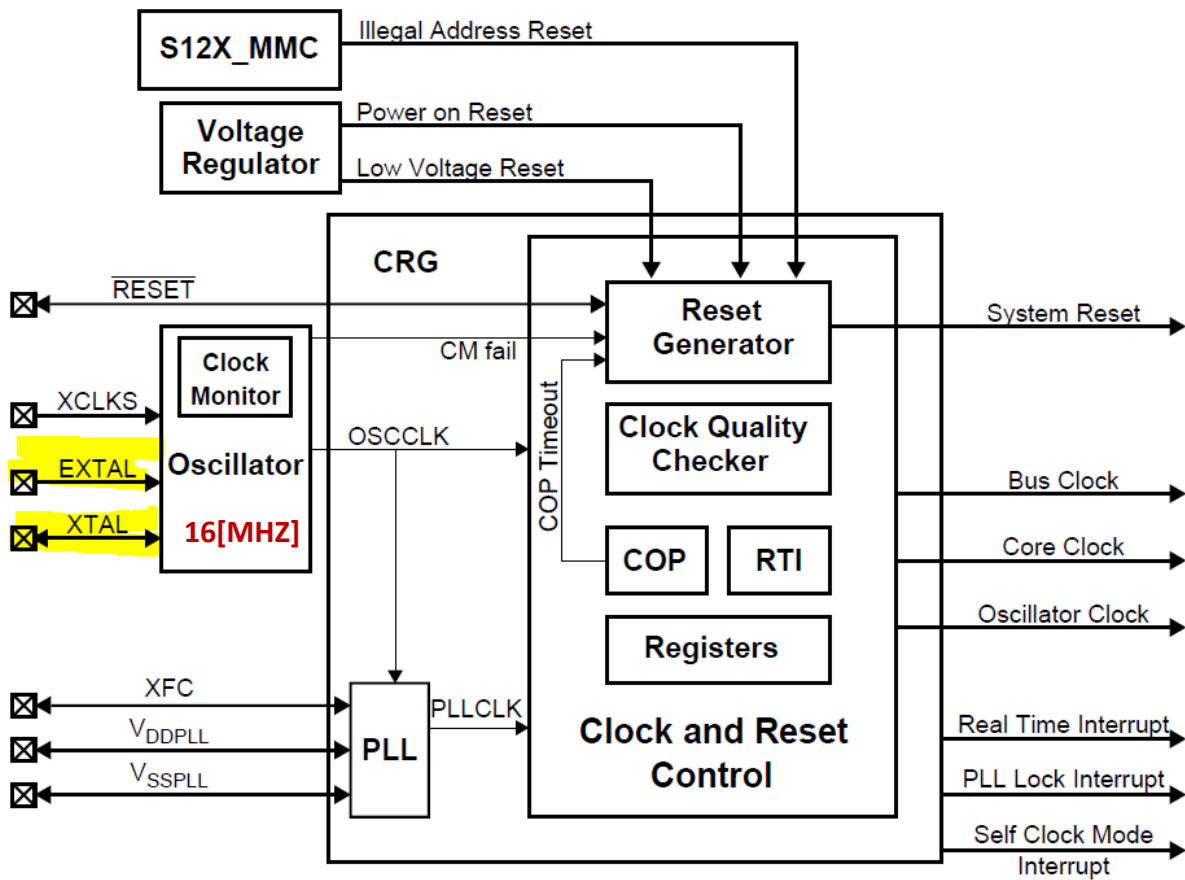 S12X_MMC
Illegal Address Reset
Voltage
Regulator
Power on Reset
Low Voltage Reset
CRG
RESET
Reset
Generator
System Reset
Clock
Monitor
CM fail
XCLKS
EXTAL
XTAL
Oscillator
16[MHZ]
OSCCLK
COP Timeout
Clock Quality
Checker
Bus Clock
COP
RTI
Core Clock
Registers
Oscillator Clock
XFC
VDDPLL
VSSPLL
PLL
PLLCLK
Clock and Reset
Control
Real Time Interrupt
PLL Lock Interrupt
Self Clock Mode
Interrupt